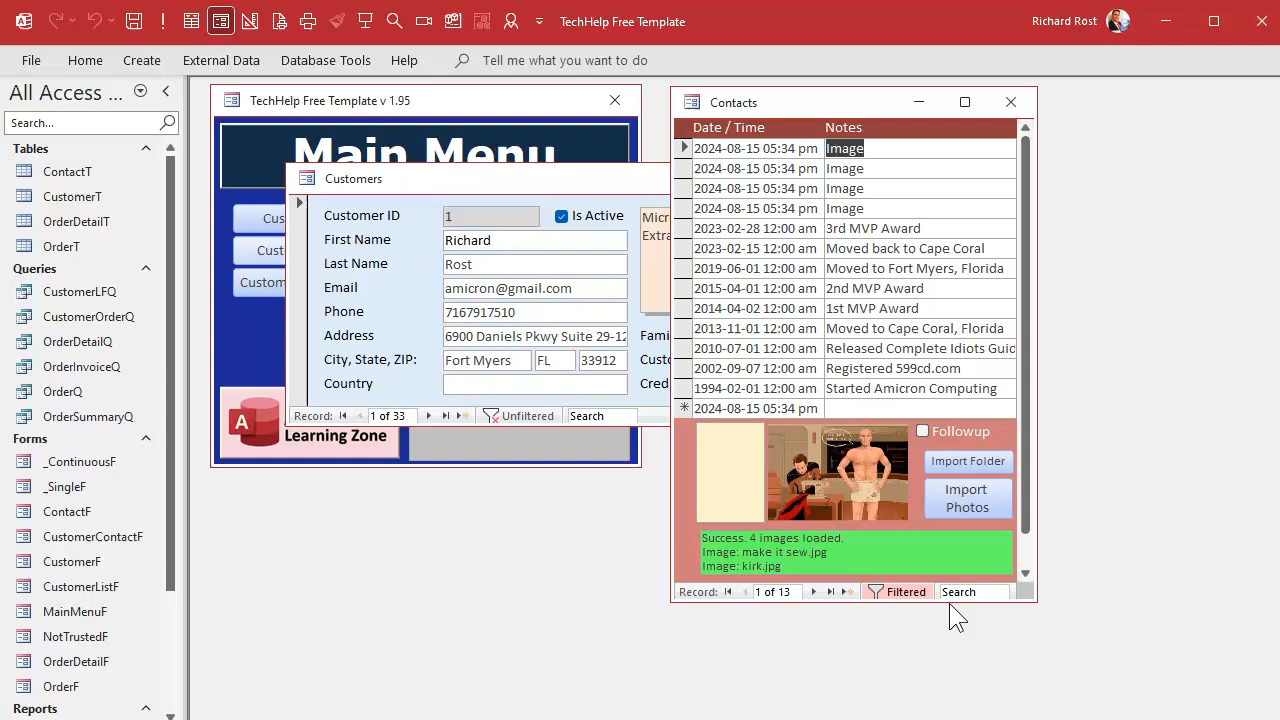 TechHelp Free Template
Richard Rost
File
Home
Create
External Data
Database Tools
Help
Tell me what you want to do
All Access ...
Search...
Tables
ContactT
CustomerT
OrderDetailT
OrderT
Queries
CustomerLFQ
CustomerOrderQ
OrderDetailQ
OrderInvoiceQ
OrderQ
OrderSummaryQ
Forms
_ContinuousF
_SingleF
ContactF
CustomerContactF
CustomerF
CustomerListF
MainMenuF
NotTrustedF
OrderDetailF
OrderF
Reports
TechHelp Free Template v 1.95
Main Menu
Cus
Cust
Custom
A
Learning Zone
Customers
Customer ID
1
Is Active
First Name
Richard
Last Name
Rost
Email
amicron@gmail.com
Phone
7167917510
Address
6900 Daniels Pkwy Suite 29-12
City, State, ZIP:
Fort Myers
FL
33912
Country
Micr
Extra
Fami
Custo
Cred
Record:
1 of 33
Unfiltered
Search
Contacts
Date / Time Notes
2024-08-15 05:34 pm Image
2024-08-15 05:34 pm Image
2024-08-15 05:34 pm Image
2024-08-15 05:34 pm Image
2023-02-28 12:00 am 3rd MVP Award
2023-02-15 12:00 am Moved back to Cape Coral
2019-06-01 12:00 am Moved to Fort Myers, Florida
2015-04-01 12:00 am 2nd MVP Award
2014-04-02 12:00 am 1st MVP Award
2013-11-01 12:00 am Moved to Cape Coral, Florida
2010-07-01 12:00 am Released Complete Idiots Guid
2002-09-07 12:00 am Registered 599cd.com
1994-02-01 12:00 am Started Amicron Computing
2024-08-15 05:34 pm
Followup
Import Folder
Import
Photos
Success. 4 images loaded.
Image: make it sew.jpg
Image: kirk.jpg
Record:
1 of 13
Filtered
Search